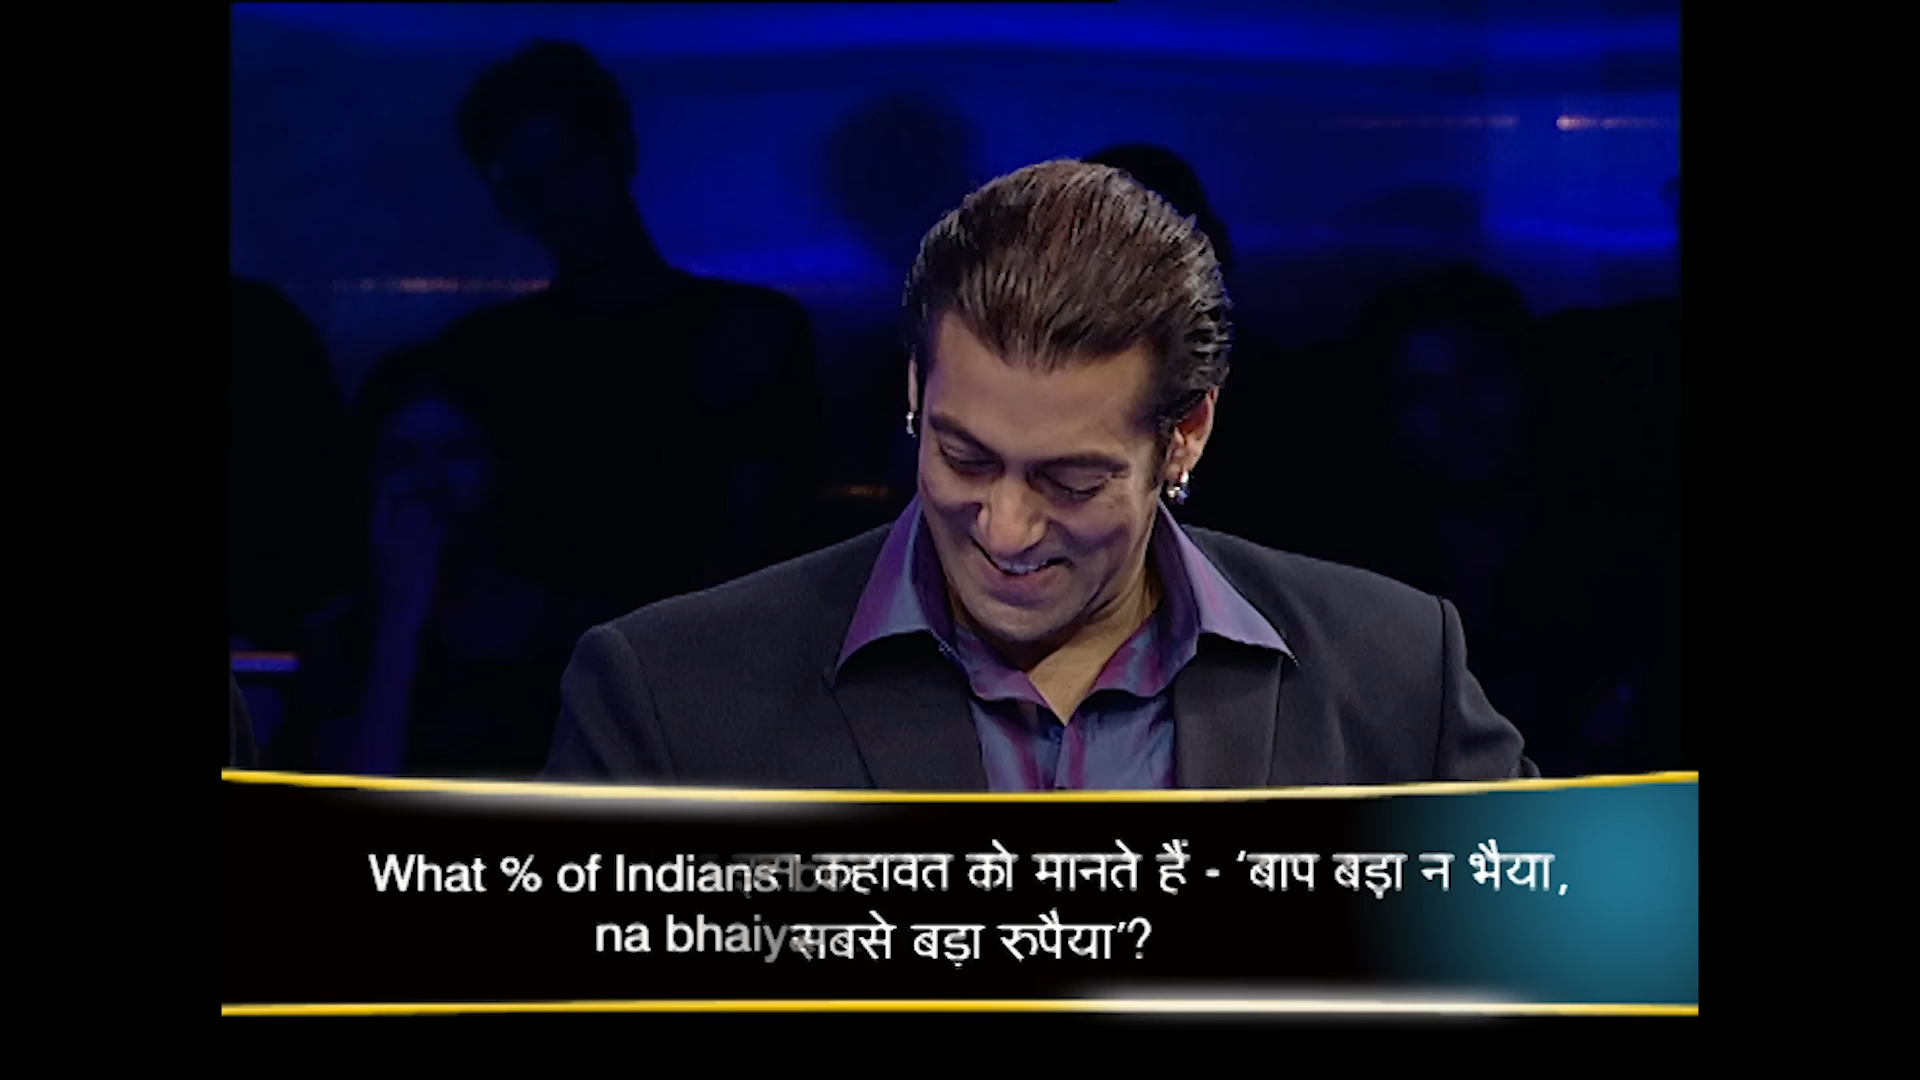 What % of Indians कहावत को मानते हैं - ‘बाप बड़ा न भैया,
na bhaiy सबसे बड़ा रुपैया’?